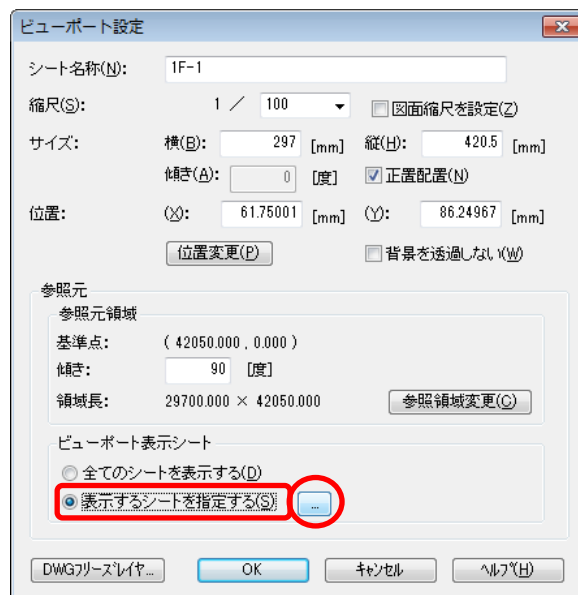 ビューポート設定
シート名称(N): 1F-1
縮尺(S): 1 ／ 100 図面縮尺を設定(Z)
サイズ: 横(B): 297 [mm] 縦(H): 420.5 [mm]
傾き(A): 0 [度] 正置配置(N)
位置: (X): 61.75001 [mm] (Y): 86.24967 [mm]
位置変更(P) 背景を透過しない(W)
参照元
参照元領域
基準点: ( 42050.000 , 0.000 )
傾き: 90 [度]
領域長: 29700.000 × 42050.000 参照領域変更(C)
ビューポート表示シート
全てのシートを表示する(D)
表示するシートを指定する(S) ...
DWGフリーズレイヤ... OK キャンセル ヘルプ(H)